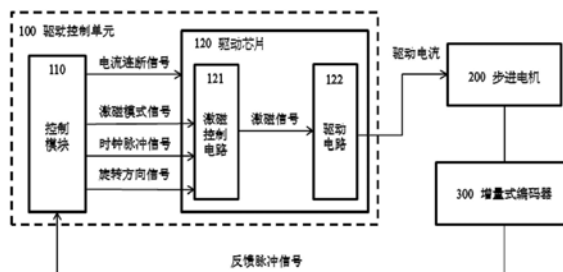 100 驱动控制单元
110
控制
模块
电流连断信号
激磁模式信号
时钟脉冲信号
旋转方向信号
120 驱动芯片
121
激磁
控制
电路
激磁信号
122
驱动
电路
驱动电流
200 步进电机
300 增量式编码器
反馈脉冲信号